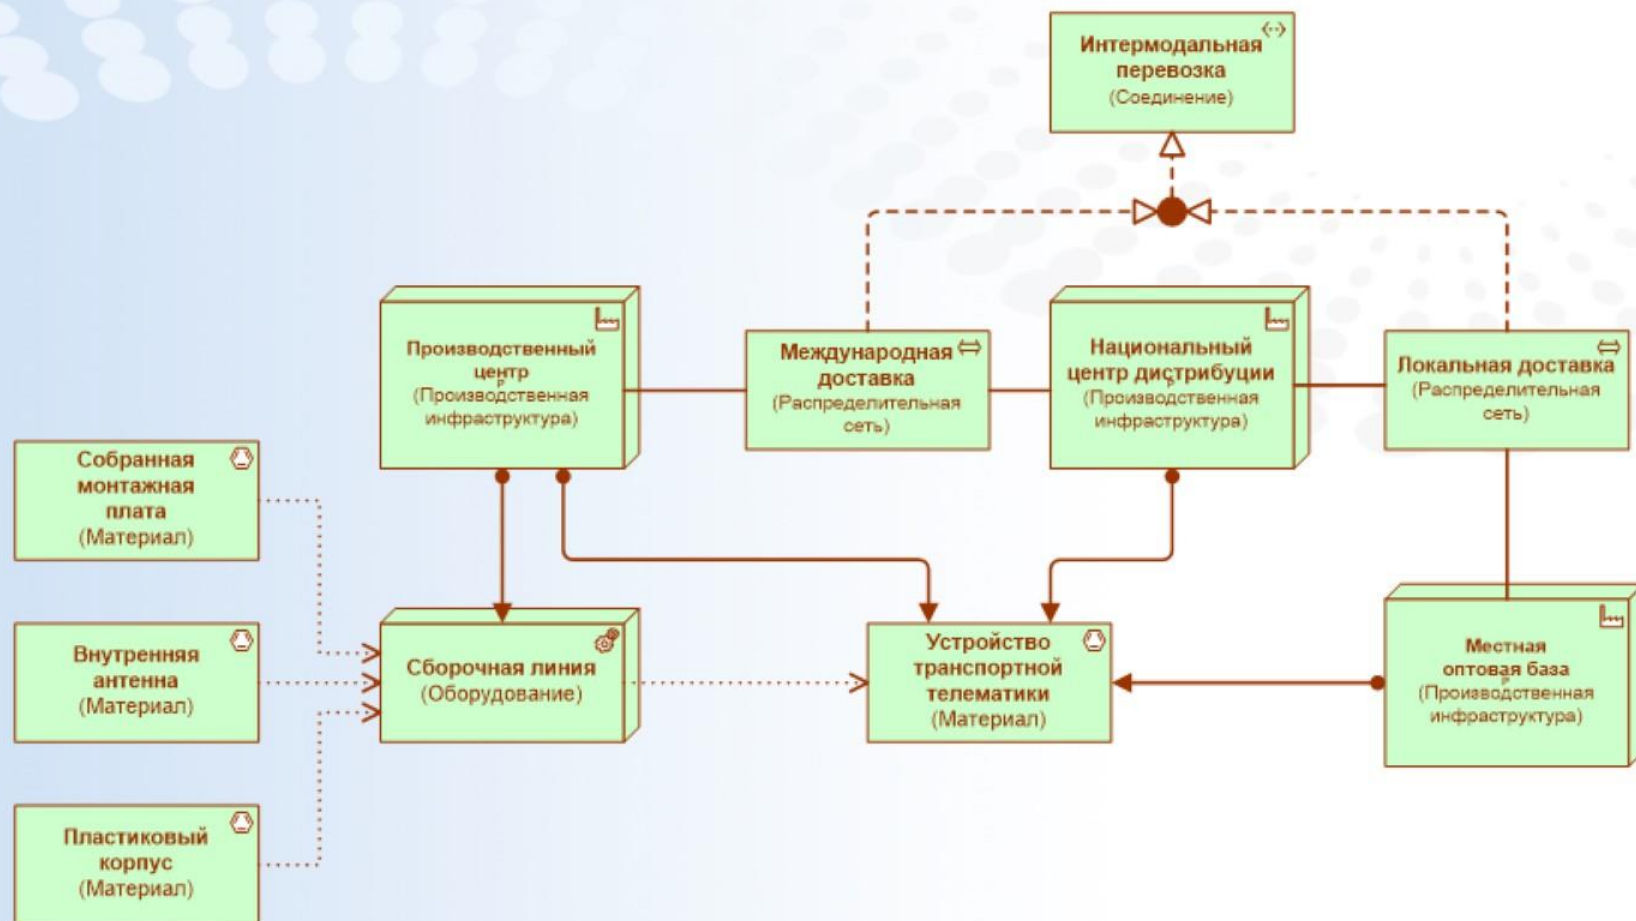 Интермодальная
перевозка
(Соединение)
Производственный
центр
(Производственная
инфраструктура)
Международная
доставка
(Распределительная
сеть)
Национальный
центр дистрибуции
(Производственная
инфраструктура)
Локальная доставка
(Распределительная
сеть)
Собранная
монтажная
плата
(Материал)
Внутренняя
антенна
(Материал)
Сборочная линия
(Оборудование)
Устройство
транспортной
телематики
(Материал)
Местная
оптовая база
(Производственная
инфраструктура)
Пластиковый
корпус
(Материал)